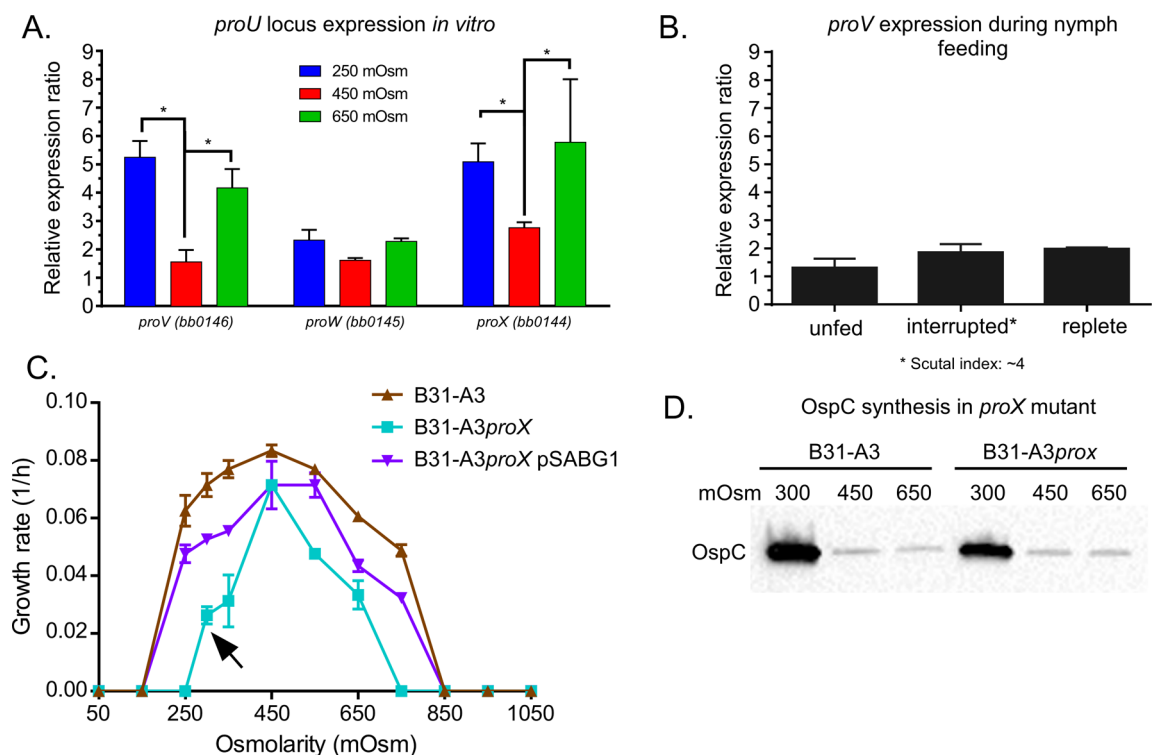 A.
proU locus expression in vitro
Relative expression ratio
9
8
7
6
5
4
3
2
1
0
250 mOsm
450 mOsm
650 mOsm
*
*
*
*
proV (bb0146)
proW (bb0145)
proX (bb0144)
B.
proV expression during nymph
feeding
Relative expression ratio
9
8
7
6
5
4
3
2
1
0
unfed
interrupted*
replete
* Scutal index: ~4
C.
B31-A3
B31-A3proX
B31-A3proX pSABG1
Growth rate (1/h)
0.10
0.08
0.06
0.04
0.02
0.00
50
250
450
650
850
1050
Osmolarity (mOsm)
D.
OspC synthesis in proX mutant
B31-A3
B31-A3prox
mOsm 300 450 650 300 450 650
OspC